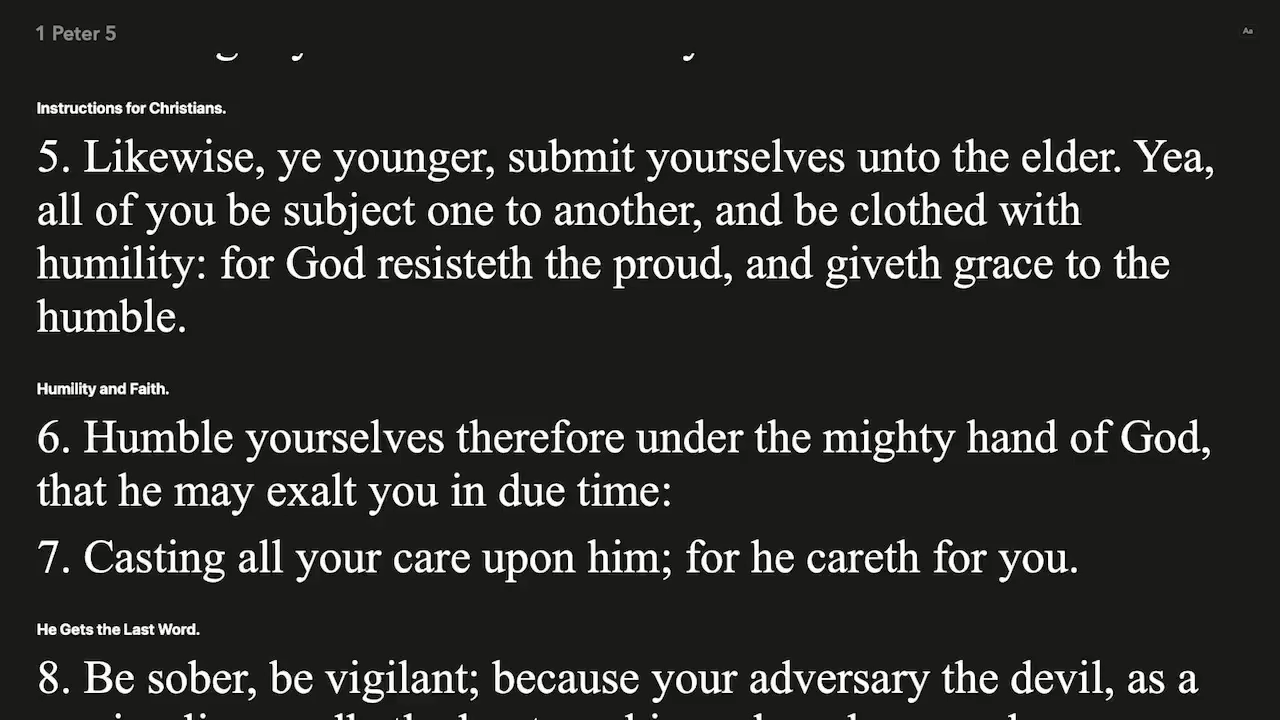 1 Peter 5
Aa
Instructions for Christians.
5. Likewise, ye younger, submit yourselves unto the elder. Yea,
all of you be subject one to another, and be clothed with
humility: for God resisteth the proud, and giveth grace to the
humble.
Humility and Faith.
6. Humble yourselves therefore under the mighty hand of God,
that he may exalt you in due time:
7. Casting all your care upon him; for he careth for you.
He Gets the Last Word.
8. Be sober, be vigilant; because your adversary the devil, as a